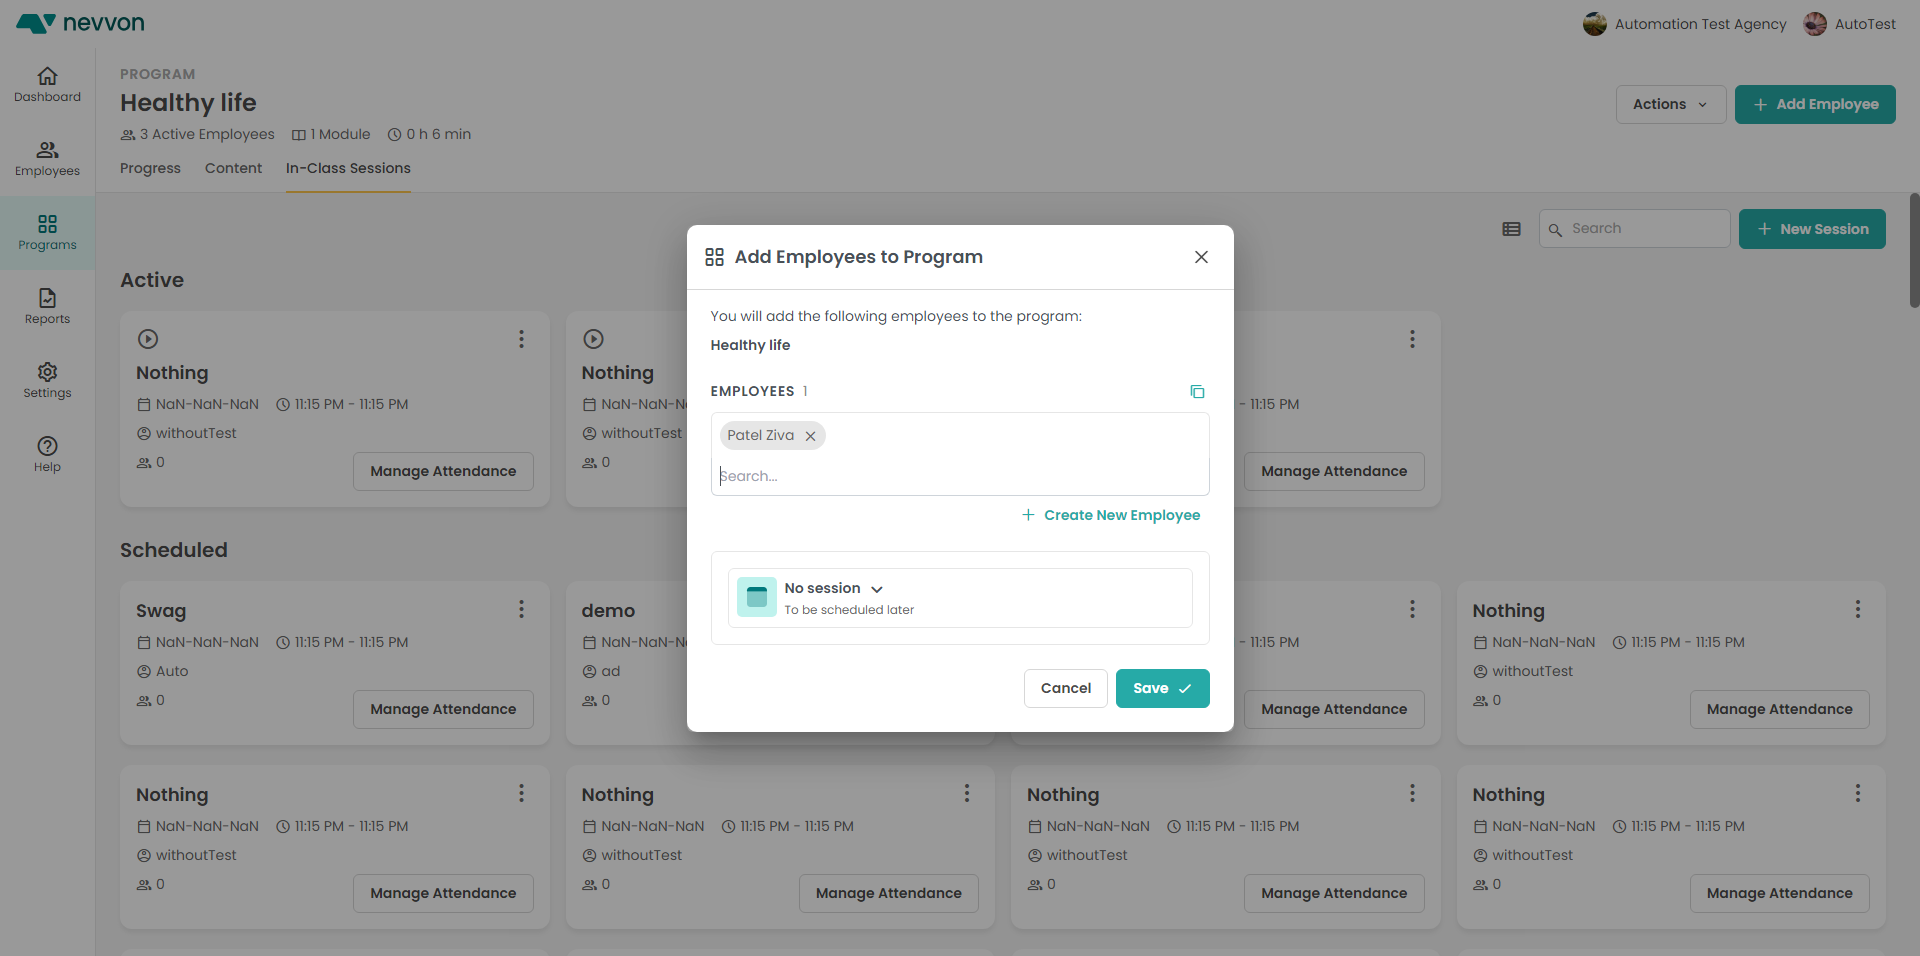 nevvon
Automation Test Agency
AutoTest
Dashboard
Employees
Programs
Reports
Settings
Help
PROGRAM
Healthy life
3 Active Employees 1 Module 0 h 6 min
Progress Content In-Class Sessions
Actions
Add Employee
Search
New Session
Active
Nothing
NaN-NaN-NaN 11:15 PM - 11:15 PM
withoutTest
0
Manage Attendance
Nothing
NaN-NaN-N
withoutTest
0
- 11:15 PM
Manage Attendance
Add Employees to Program
You will add the following employees to the program:
Healthy life
EMPLOYEES 1
Patel Ziva
Search...
Create New Employee
No session
To be scheduled later
Cancel
Save
Scheduled
Swag
NaN-NaN-NaN 11:15 PM - 11:15 PM
Auto
0
Manage Attendance
demo
NaN-NaN-N
ad
0
- 11:15 PM
Manage Attendance
Nothing
NaN-NaN-NaN 11:15 PM - 11:15 PM
withoutTest
0
Manage Attendance
Nothing
NaN-NaN-NaN 11:15 PM - 11:15 PM
withoutTest
0
Manage Attendance
Nothing
NaN-NaN-NaN 11:15 PM - 11:15 PM
withoutTest
0
Manage Attendance
Nothing
NaN-NaN-NaN 11:15 PM - 11:15 PM
withoutTest
0
Manage Attendance
Nothing
NaN-NaN-NaN 11:15 PM - 11:15 PM
withoutTest
0
Manage Attendance